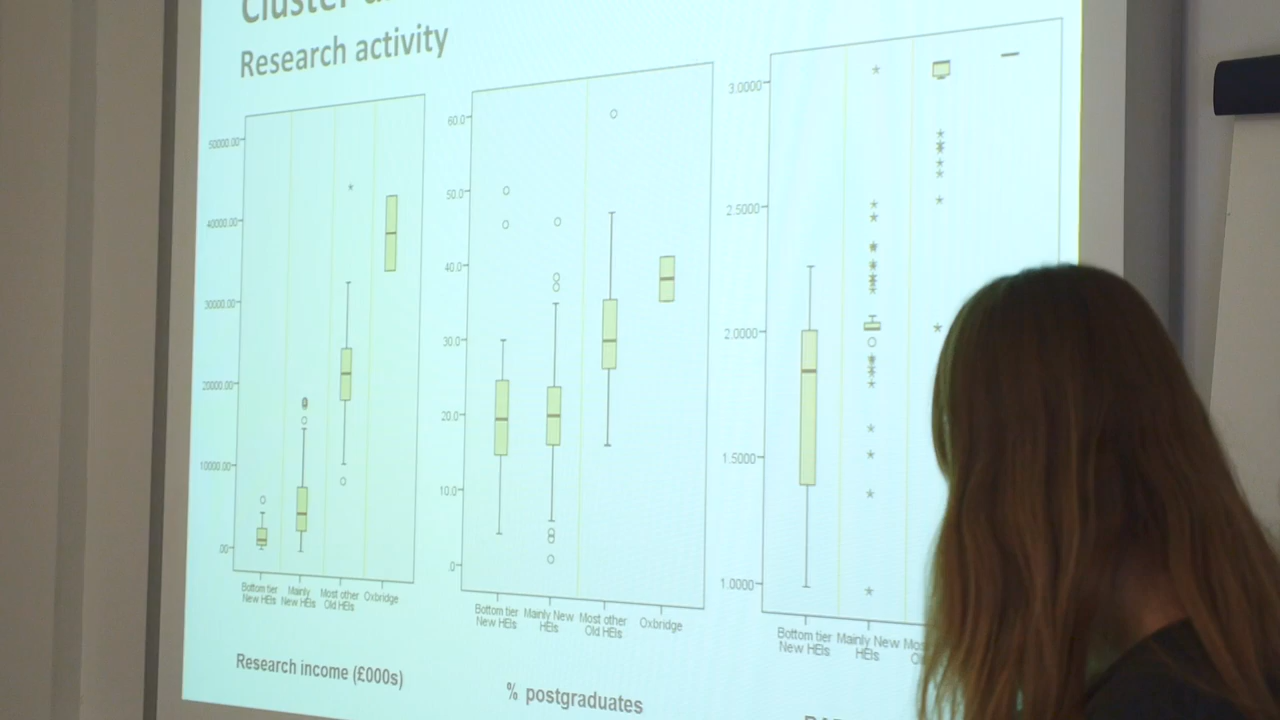 Cluster
Research activity
50000.00
40000.00
30000.00
20000.00
10000.00
.00
Bottom tier New HEIs
Mainly New HEIs
Most other Old HEIs
Oxbridge
Research income (£000s)
60.0
50.0
40.0
30.0
20.0
10.0
.0
Bottom tier New HEIs
Mainly New HEIs
Most other Old HEIs
Oxbridge
% postgraduates
3.0000
2.5000
2.0000
1.5000
1.0000
Bottom tier New HEIs
Mainly New HEIs